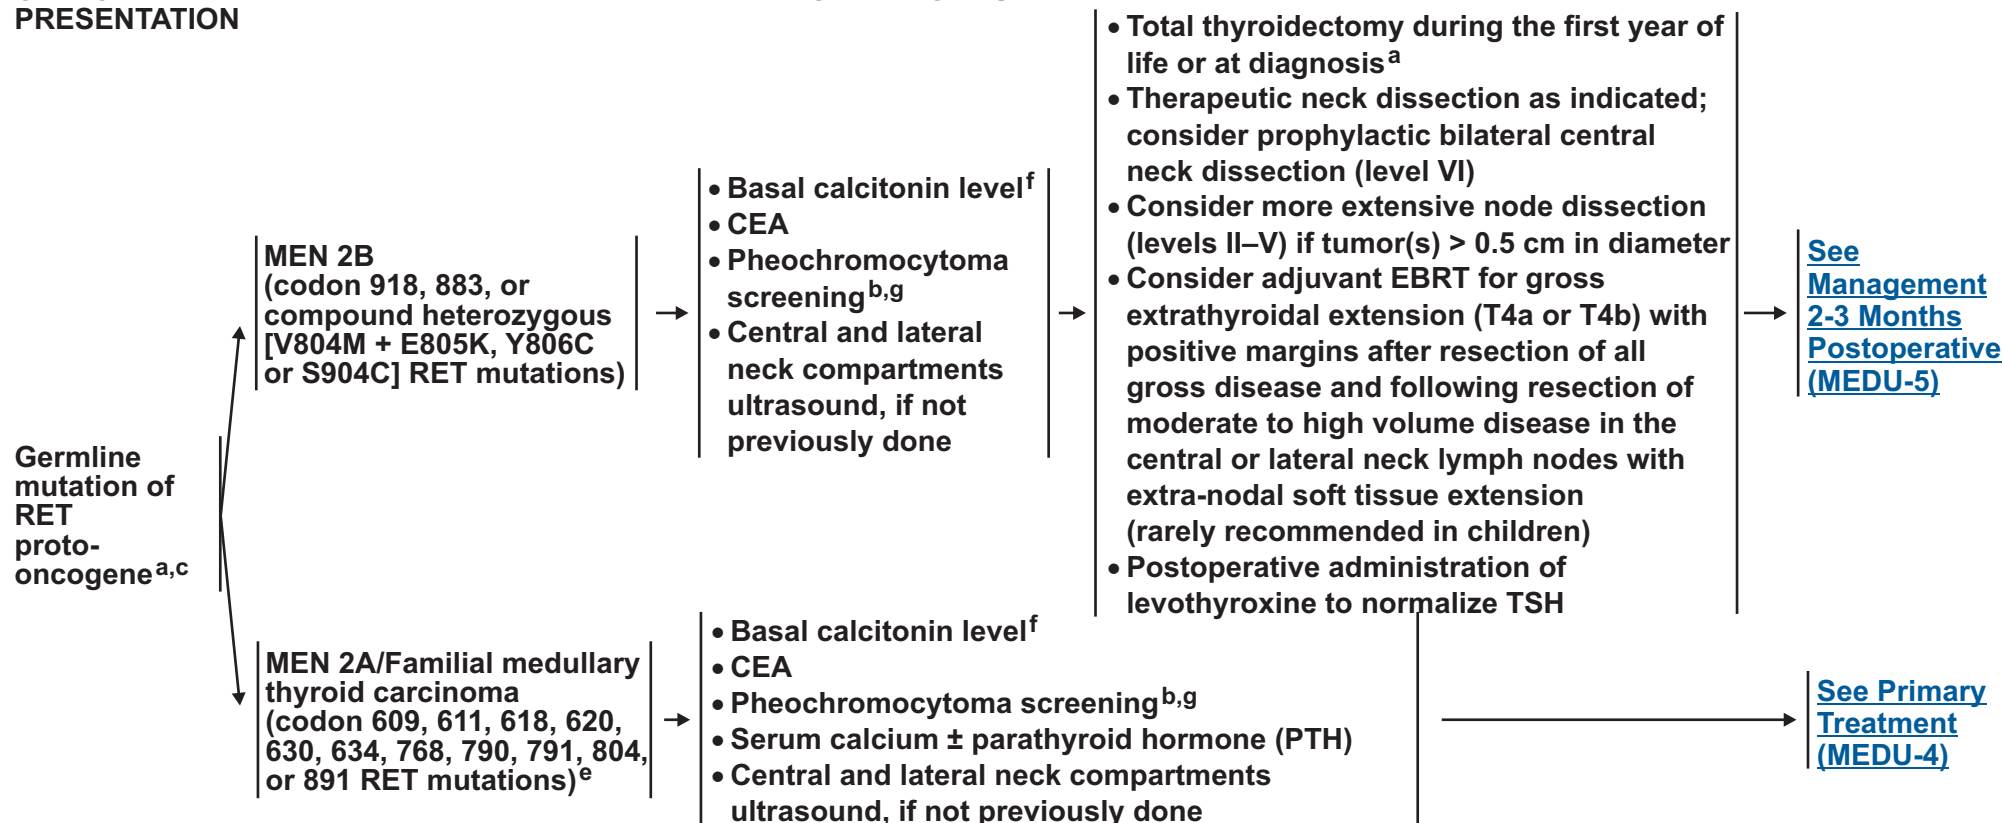 PRESENTATION
Germline
mutation of
RET
proto-
oncogene a,c
MEN 2B
(codon 918, 883, or
compound heterozygous
[V804M + E805K, Y806C
or S904C] RET mutations)
• Basal calcitonin level f
• CEA
• Pheochromocytoma
screening b,g
• Central and lateral
neck compartments
ultrasound, if not
previously done
• Total thyroidectomy during the first year of
life or at diagnosis a
• Therapeutic neck dissection as indicated;
consider prophylactic bilateral central
neck dissection (level VI)
• Consider more extensive node dissection
(levels II–V) if tumor(s) > 0.5 cm in diameter
• Consider adjuvant EBRT for gross
extrathyroidal extension (T4a or T4b) with
positive margins after resection of all
gross disease and following resection of
moderate to high volume disease in the
central or lateral neck lymph nodes with
extra-nodal soft tissue extension
(rarely recommended in children)
• Postoperative administration of
levothyroxine to normalize TSH
See
Management
2-3 Months
Postoperative
(MEDU-5)
MEN 2A/Familial medullary
thyroid carcinoma
(codon 609, 611, 618, 620,
630, 634, 768, 790, 791, 804,
or 891 RET mutations) e
• Basal calcitonin level f
• CEA
• Pheochromocytoma screening b,g
• Serum calcium ± parathyroid hormone (PTH)
• Central and lateral neck compartments
ultrasound, if not previously done
See Primary
Treatment
(MEDU-4)